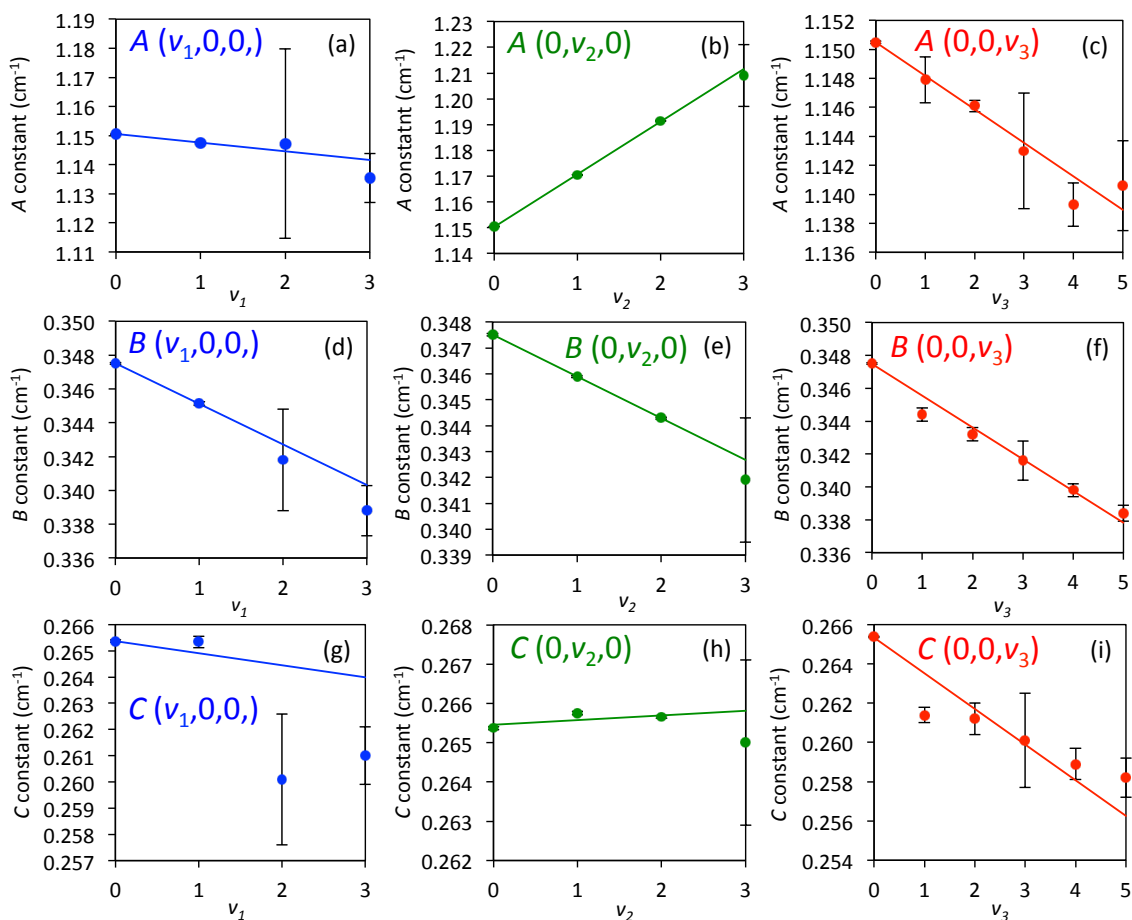 1.19
1.18
1.17
1.16
1.15
1.14
1.13
1.12
1.11
A constant (cm-1)
A (v1,0,0,)
(a)
0 1 2 3
v1
1.23
1.22
1.21
1.20
1.19
1.18
1.17
1.16
1.15
1.14
A constatnt (cm-1)
A (0,v2,0)
(b)
0 1 2 3
v2
1.152
1.150
1.148
1.146
1.144
1.142
1.140
1.138
1.136
A constant (cm-1)
A (0,0,v3)
(c)
0 1 2 3 4 5
v3
0.350
0.348
0.346
0.344
0.342
0.340
0.338
0.336
B constant (cm-1)
B (v1,0,0,)
(d)
0 1 2 3
v1
0.348
0.347
0.346
0.345
0.344
0.343
0.342
0.341
0.340
0.339
B constant (cm-1)
B (0,v2,0)
(e)
0 1 2 3
v2
0.350
0.348
0.346
0.344
0.342
0.340
0.338
0.336
B constant (cm-1)
B (0,0,v3)
(f)
0 1 2 3 4 5
v3
0.266
0.265
0.264
0.263
0.262
0.261
0.260
0.259
0.258
0.257
C constant (cm-1)
C (v1,0,0,)
(g)
0 1 2 3
v1
0.268
0.267
0.266
0.265
0.264
0.263
0.262
C constant (cm-1)
C (0,v2,0)
(h)
0 1 2 3
v2
0.266
0.264
0.262
0.260
0.258
0.256
0.254
C constant (cm-1)
C (0,0,v3)
(i)
0 1 2 3 4 5
v3